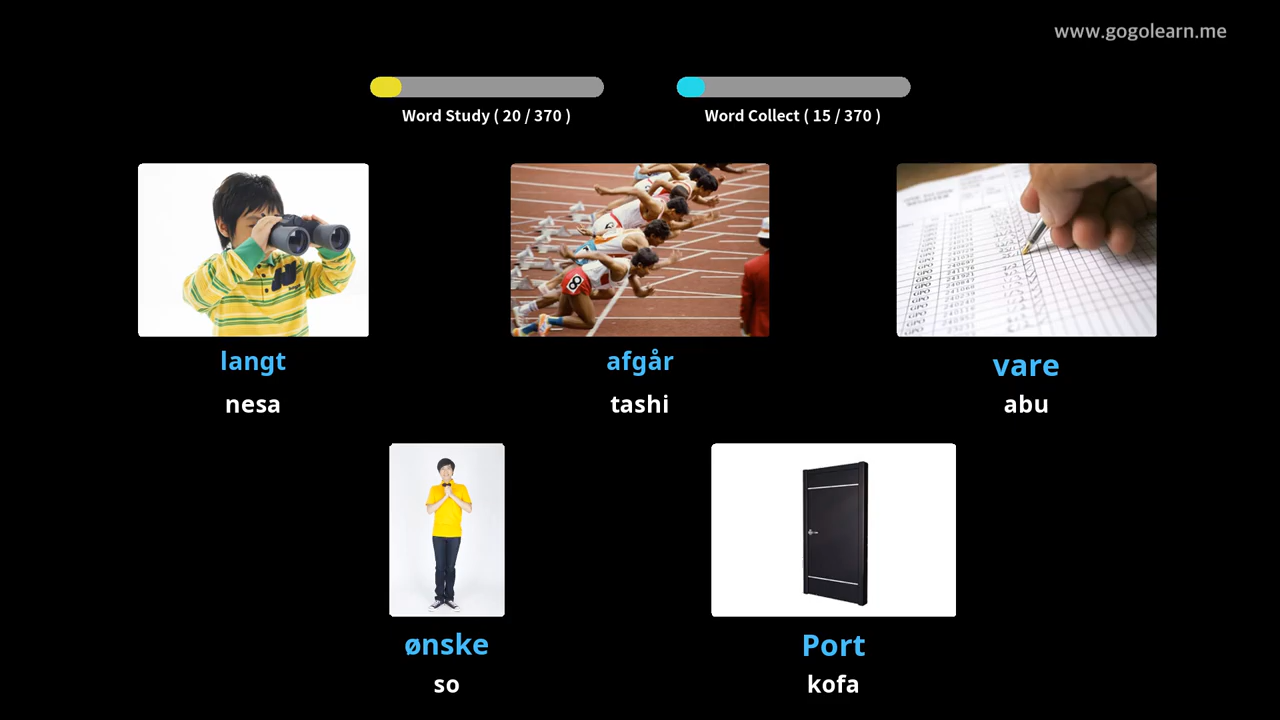 www.gogolearn.me
Word Study ( 20 / 370 )
Word Collect ( 15 / 370 )
langt
nesa
afgår
tashi
vare
abu
ønske
so
Port
kofa